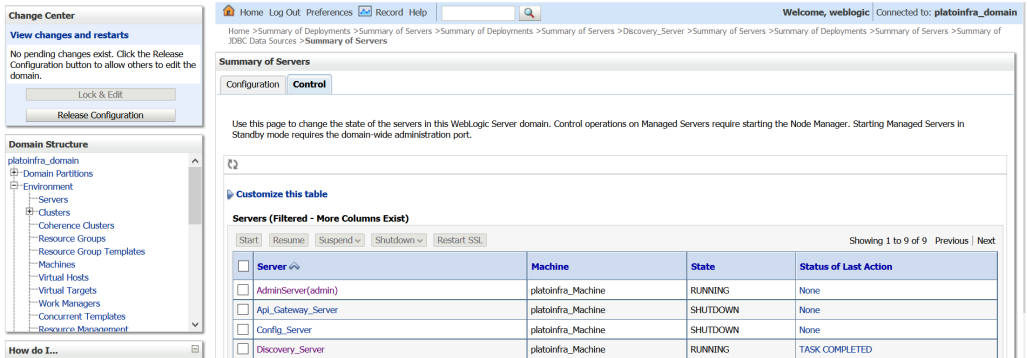 Change Center
View changes and restarts
No pending changes exist. Click the Release
Configuration button to allow others to edit the
domain.
Lock & Edit
Release Configuration
Domain Structure
platoinfra_domain
Domain Partitions
Environment
Servers
Clusters
Coherence Clusters
Resource Groups
Resource Group Templates
Machines
Virtual Hosts
Virtual Targets
Work Managers
Concurrent Templates
Resource Management
How do I...
Home Log Out Preferences Record Help
Welcome, weblogic Connected to: platoinfra_domain
Home >Summary of Deployments >Summary of Servers >Summary of Deployments >Summary of Servers >Discovery_Server >Summary of Servers >Summary of Deployments >Summary of Servers >Summary of
JDBC Data Sources >Summary of Servers
Summary of Servers
Configuration Control
Use this page to change the state of the servers in this WebLogic Server domain. Control operations on Managed Servers require starting the Node Manager. Starting Managed Servers in
Standby mode requires the domain-wide administration port.
Customize this table
Servers (Filtered - More Columns Exist)
Start Resume Suspend Shutdown Restart SSL Showing 1 to 9 of 9 Previous Next
Server Machine State Status of Last Action
AdminServer(admin) platoinfra_Machine RUNNING None
Api_Gateway_Server platoinfra_Machine SHUTDOWN None
Config_Server platoinfra_Machine SHUTDOWN None
Discovery_Server platoinfra_Machine RUNNING TASK COMPLETED